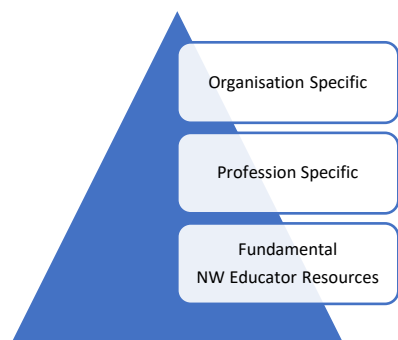 Organisation Specific
Profession Specific
Fundamental
NW Educator Resources